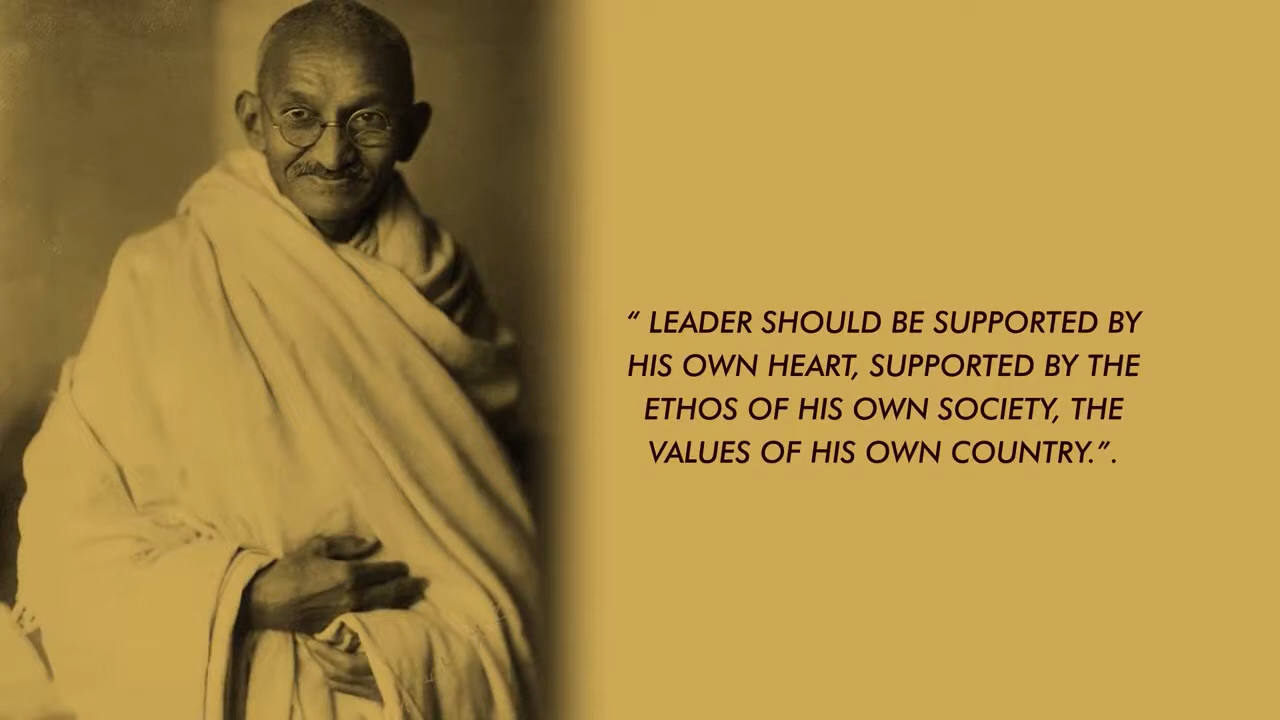 “ LEADER SHOULD BE SUPPORTED BY
HIS OWN HEART, SUPPORTED BY THE
ETHOS OF HIS OWN SOCIETY, THE
VALUES OF HIS OWN COUNTRY.”.